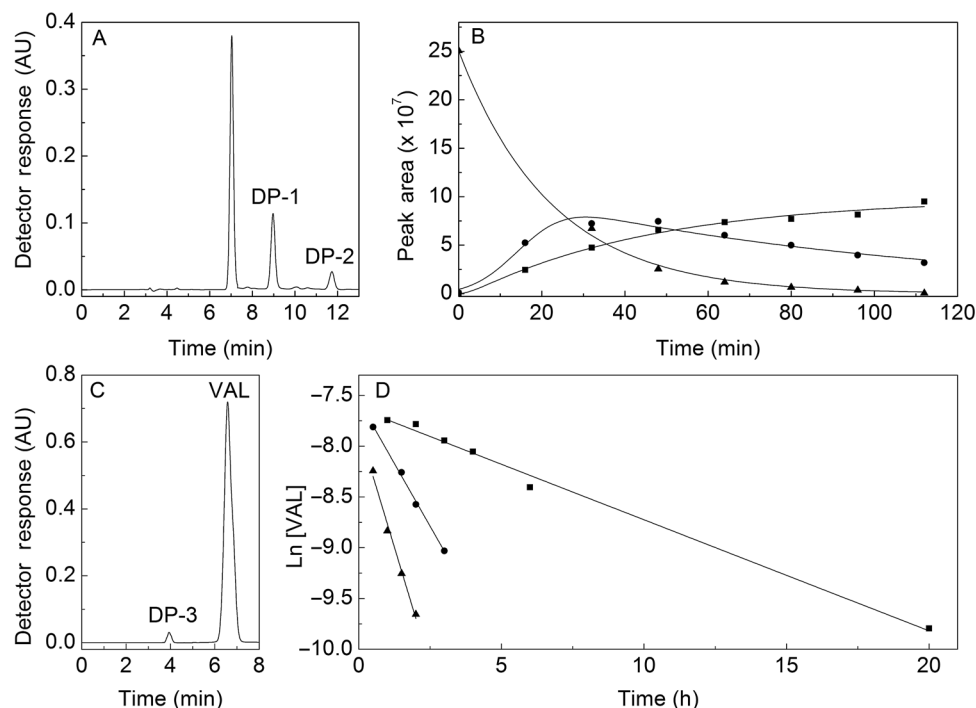 A
Detector response (AU)
0.4
0.3
0.2
0.1
0.0
DP-1
DP-2
0 2 4 6 8 10 12
Time (min)
B
Peak area (x 10⁷)
25
20
15
10
5
0
0 20 40 60 80 100 120
Time (min)
C
VAL
Detector response (AU)
0.8
0.6
0.4
0.2
0.0
DP-3
0 2 4 6 8
Time (min)
D
Ln [VAL]
−7.5
−8.0
−8.5
−9.0
−9.5
−10.0
0 5 10 15 20
Time (h)